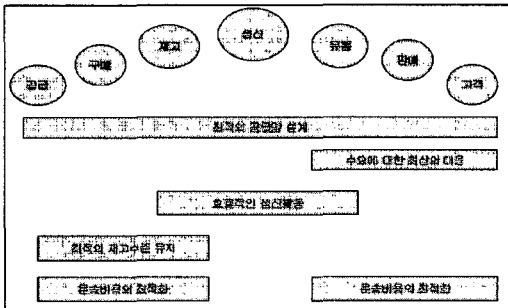 생산
재고
유통
구매
판매
공급
고객
최적의 공급망 설계
수요에 대한 최상의 대응
효율적인 생산활동
최적의 재고수준 유지
운송비용의 최적화
운송비용의 최적화